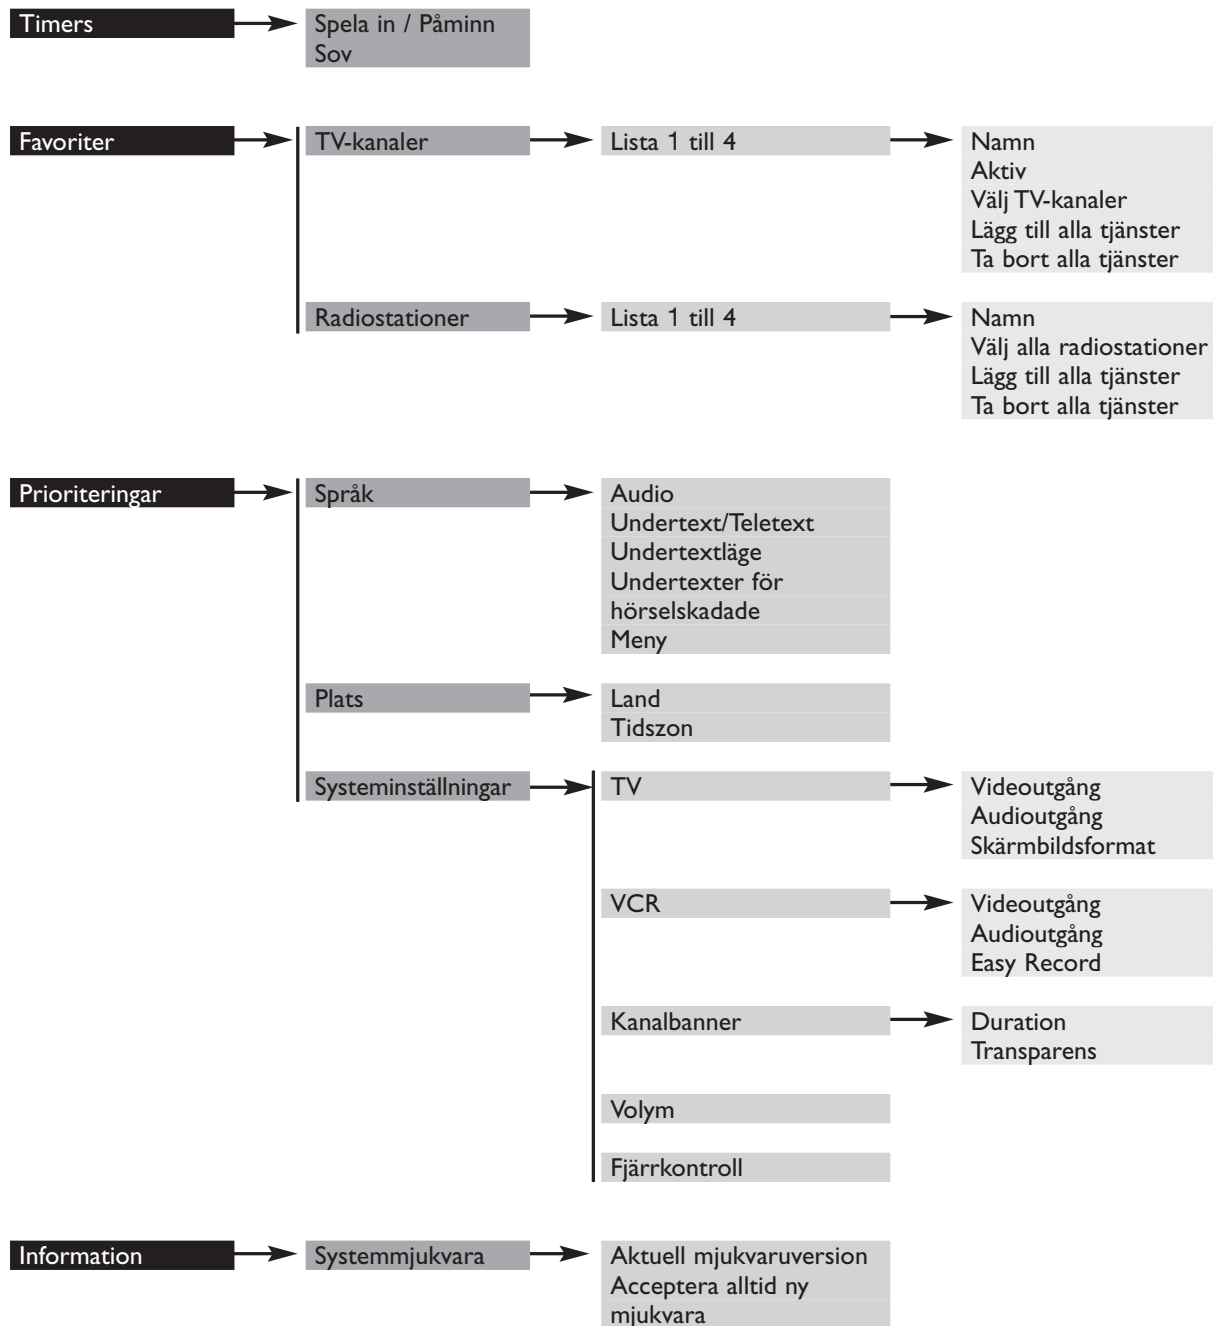 Timers
Spela in / Påminn
Sov
Favoriter
TV-kanaler
Lista 1 till 4
Namn
Aktiv
Välj TV-kanaler
Lägg till alla tjänster
Ta bort alla tjänster
Radiostationer
Lista 1 till 4
Namn
Välj alla radiostationer
Lägg till alla tjänster
Ta bort alla tjänster
Prioriteringar
Språk
Audio
Undertext/Teletext
Undertextläge
Undertexter för
hörselskadade
Meny
Plats
Land
Tidszon
Systeminställningar
TV
Videoutgång
Audioutgång
Skärmbildsformat
VCR
Videoutgång
Audioutgång
Easy Record
Kanalbanner
Duration
Transparens
Volym
Fjärrkontroll
Information
Systemmjukvara
Aktuell mjukvaruversion
Acceptera alltid ny
mjukvara